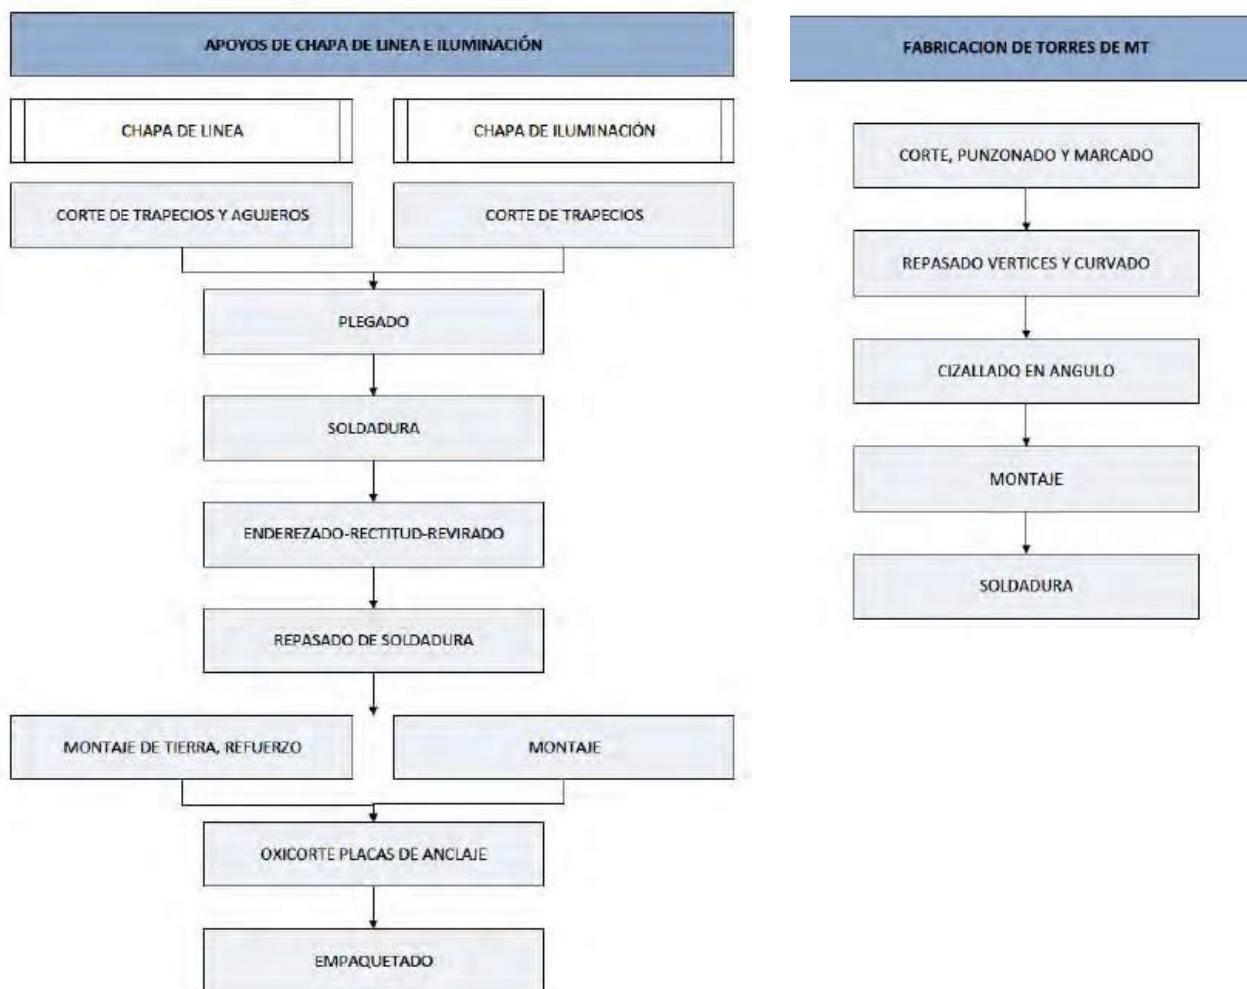 APOYOS DE CHAPA DE LINEA E ILUMINACIÓN
CHAPA DE LINEA
CHAPA DE ILUMINACIÓN
CORTE DE TRAPECIOS Y AGUJEROS
CORTE DE TRAPECIOS
PLEGADO
SOLDADURA
ENDEREZADO-RECTITUD-REVIRADO
REPASADO DE SOLDADURA
MONTAJE DE TIERRA, REFUERZO
MONTAJE
OXICORTE PLACAS DE ANCLAJE
EMPAQUETADO
FABRICACION DE TORRES DE MT
CORTE, PUNZONADO Y MARCADO
REPASADO VERTICES Y CURVADO
CIZALLADO EN ANGULO
MONTAJE
SOLDADURA